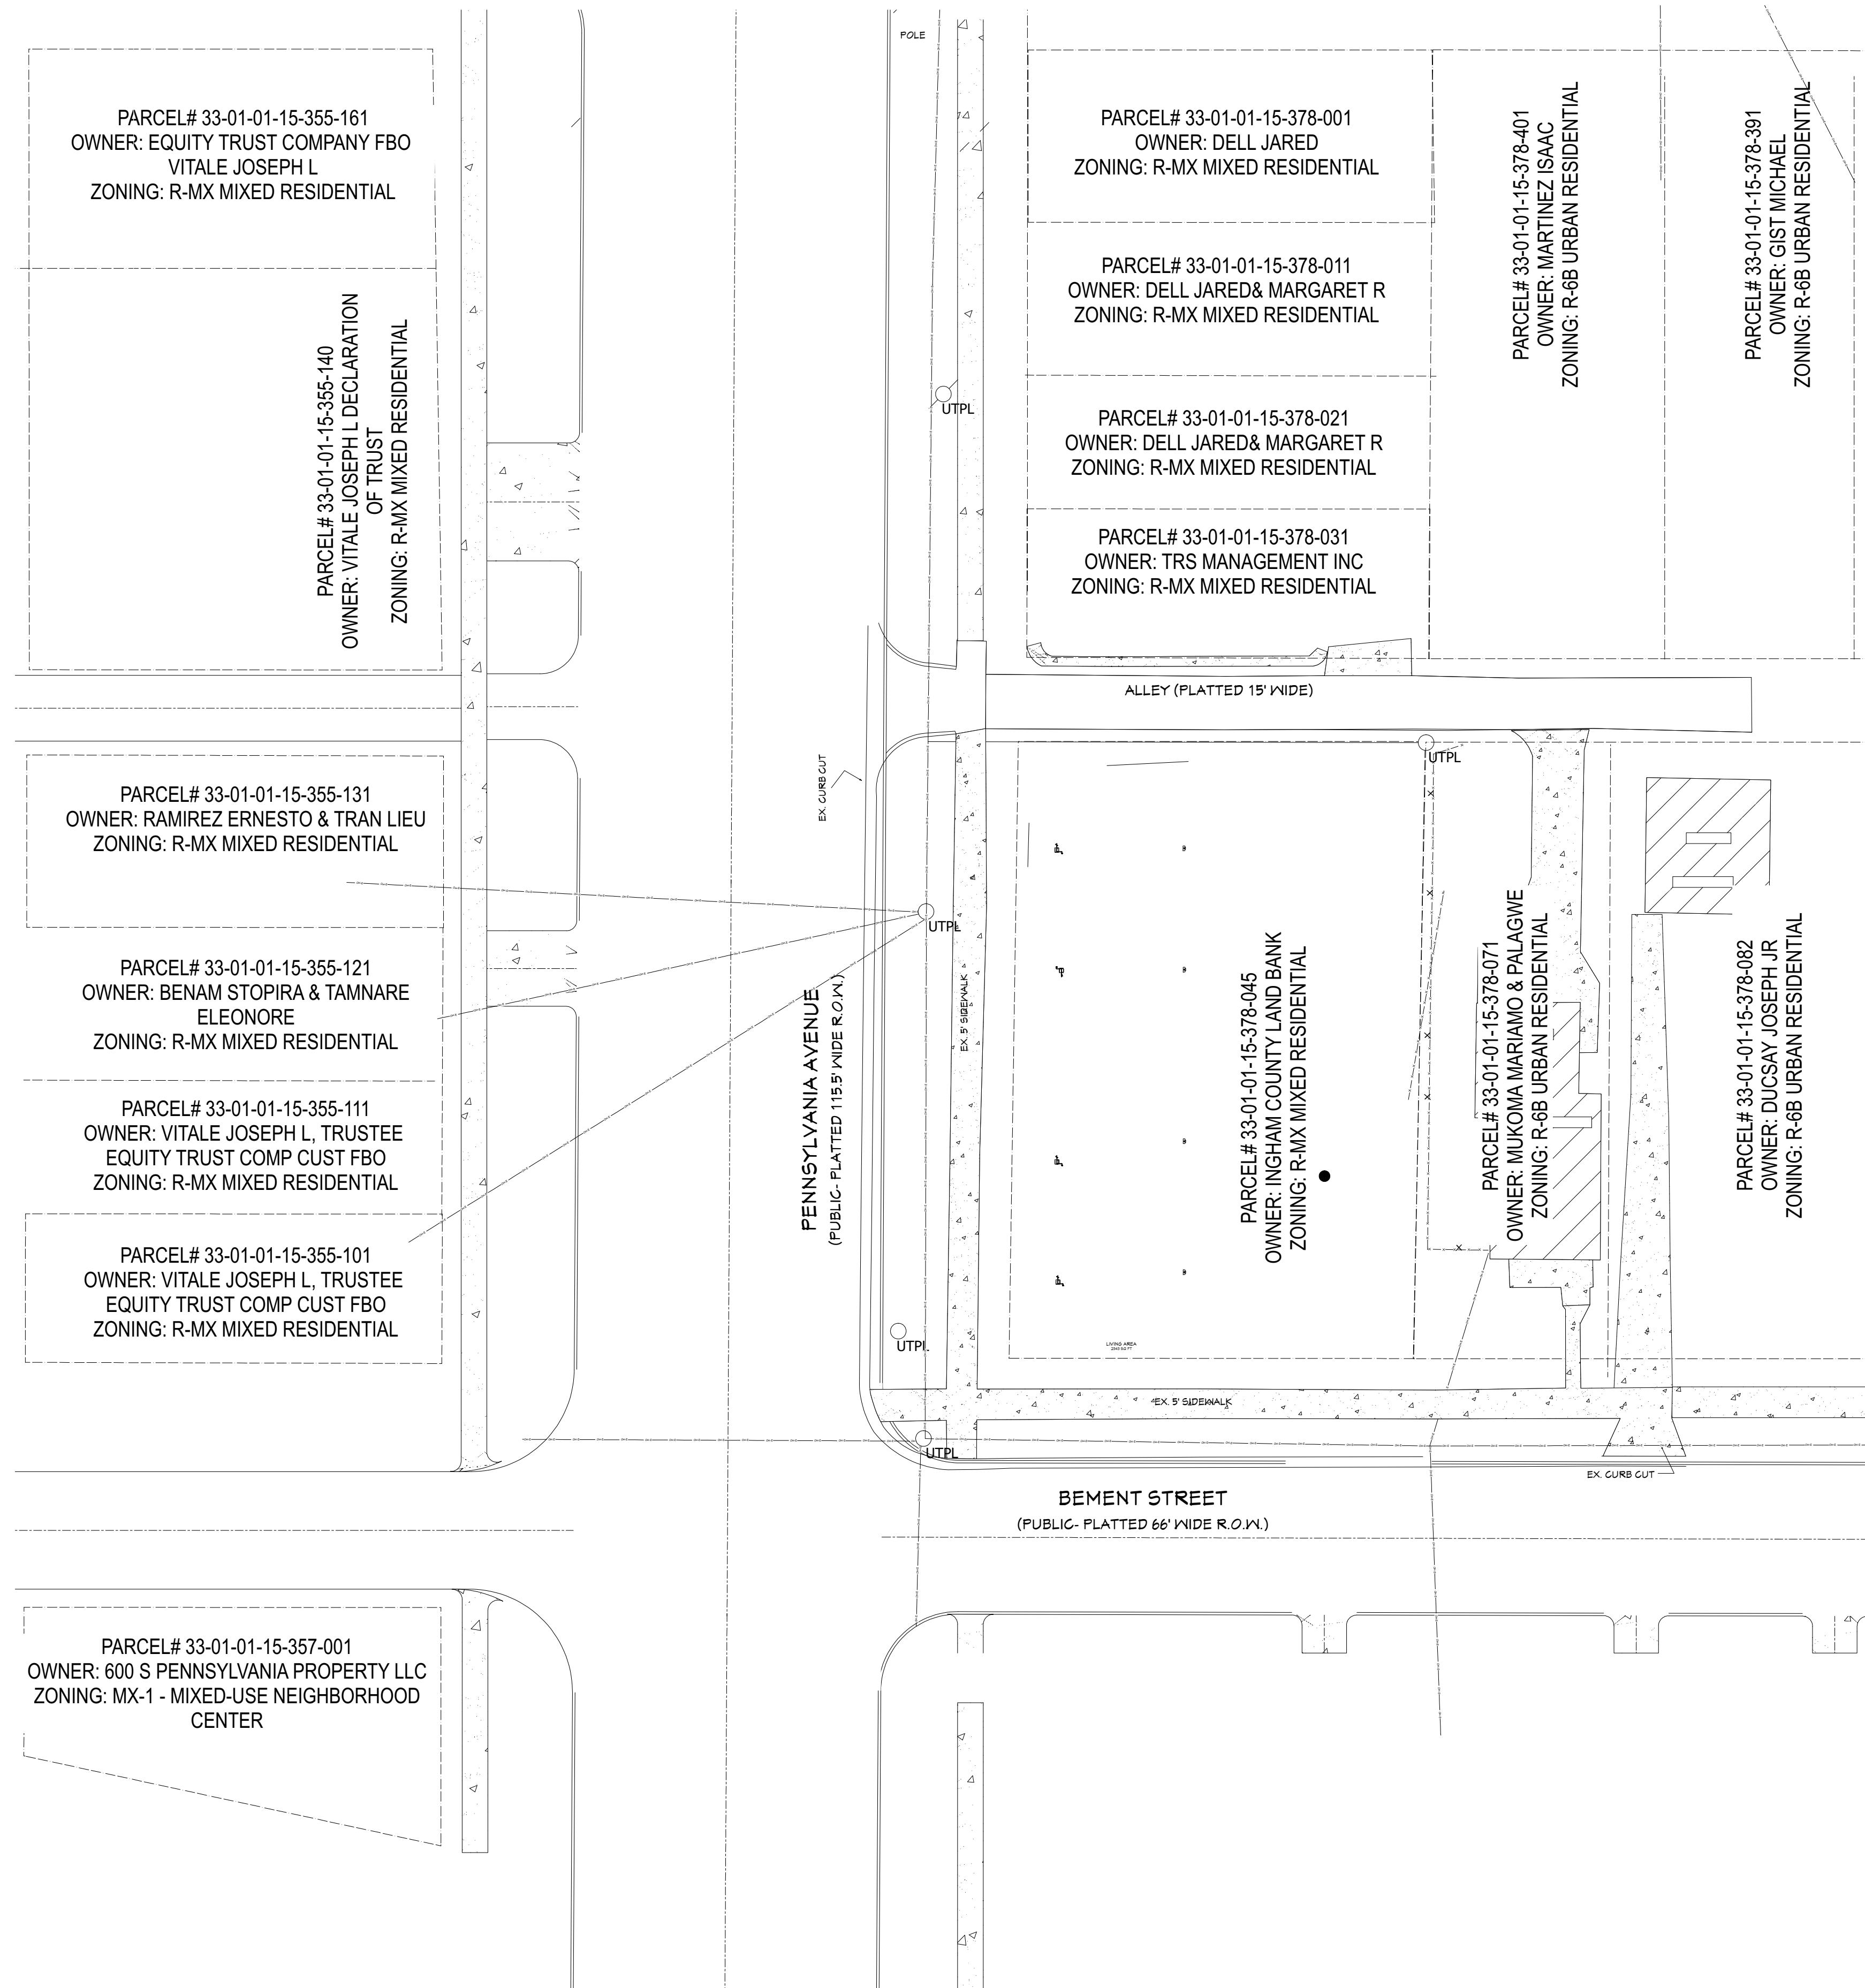 POLE
PARCEL# 33-01-01-15-355-161
OWNER: EQUITY TRUST COMPANY FBO
VITALE JOSEPH L
ZONING: R-MX MIXED RESIDENTIAL
PARCEL# 33-01-01-15-378-001
OWNER: DELL JARED
ZONING: R-MX MIXED RESIDENTIAL
PARCEL# 33-01-01-15-378-401
OWNER: MARTINEZ ISAAC
ZONING: R-6B URBAN RESIDENTIAL
PARCEL# 33-01-01-15-378-391
OWNER: GIST MICHAEL
ZONING: R-6B URBAN RESIDENTIAL
PARCEL# 33-01-01-15-378-011
OWNER: DELL JARED& MARGARET R
ZONING: R-MX MIXED RESIDENTIAL
PARCEL# 33-01-01-15-355-140
OWNER: VITALE JOSEPH L DECLARATION
OF TRUST
ZONING: R-MX MIXED RESIDENTIAL
UTPL
PARCEL# 33-01-01-15-378-021
OWNER: DELL JARED& MARGARET R
ZONING: R-MX MIXED RESIDENTIAL
PARCEL# 33-01-01-15-378-031
OWNER: TRS MANAGEMENT INC
ZONING: R-MX MIXED RESIDENTIAL
ALLEY (PLATTED 15' WIDE)
UTPL
EX. CURB CUT
PARCEL# 33-01-01-15-355-131
OWNER: RAMIREZ ERNESTO & TRAN LIEU
ZONING: R-MX MIXED RESIDENTIAL
UTPL
PARCEL# 33-01-01-15-355-121
OWNER: BENAM STOPIRA & TAMNARE
ELEONORE
ZONING: R-MX MIXED RESIDENTIAL
PENNSYLVANIA AVENUE
(PUBLIC- PLATTED 115.5' WIDE R.O.W.)
EX. 5' SIDEWALK
PARCEL# 33-01-01-15-378-045
OWNER: INGHAM COUNTY LAND BANK
ZONING: R-MX MIXED RESIDENTIAL
PARCEL# 33-01-01-15-378-071
OWNER: MUKOMA MARIAMO & PALAGWE
ZONING: R-6B URBAN RESIDENTIAL
PARCEL# 33-01-01-15-378-082
OWNER: DUCSAY JOSEPH JR
ZONING: R-6B URBAN RESIDENTIAL
PARCEL# 33-01-01-15-355-111
OWNER: VITALE JOSEPH L, TRUSTEE
EQUITY TRUST COMP CUST FBO
ZONING: R-MX MIXED RESIDENTIAL
PARCEL# 33-01-01-15-355-101
OWNER: VITALE JOSEPH L, TRUSTEE
EQUITY TRUST COMP CUST FBO
ZONING: R-MX MIXED RESIDENTIAL
UTPL
LIVING AREA
EX. 5' SIDEWALK
UTPL
EX. CURB CUT
BEMENT STREET
(PUBLIC- PLATTED 66' WIDE R.O.W.)
PARCEL# 33-01-01-15-357-001
OWNER: 600 S PENNSYLVANIA PROPERTY LLC
ZONING: MX-1 - MIXED-USE NEIGHBORHOOD
CENTER